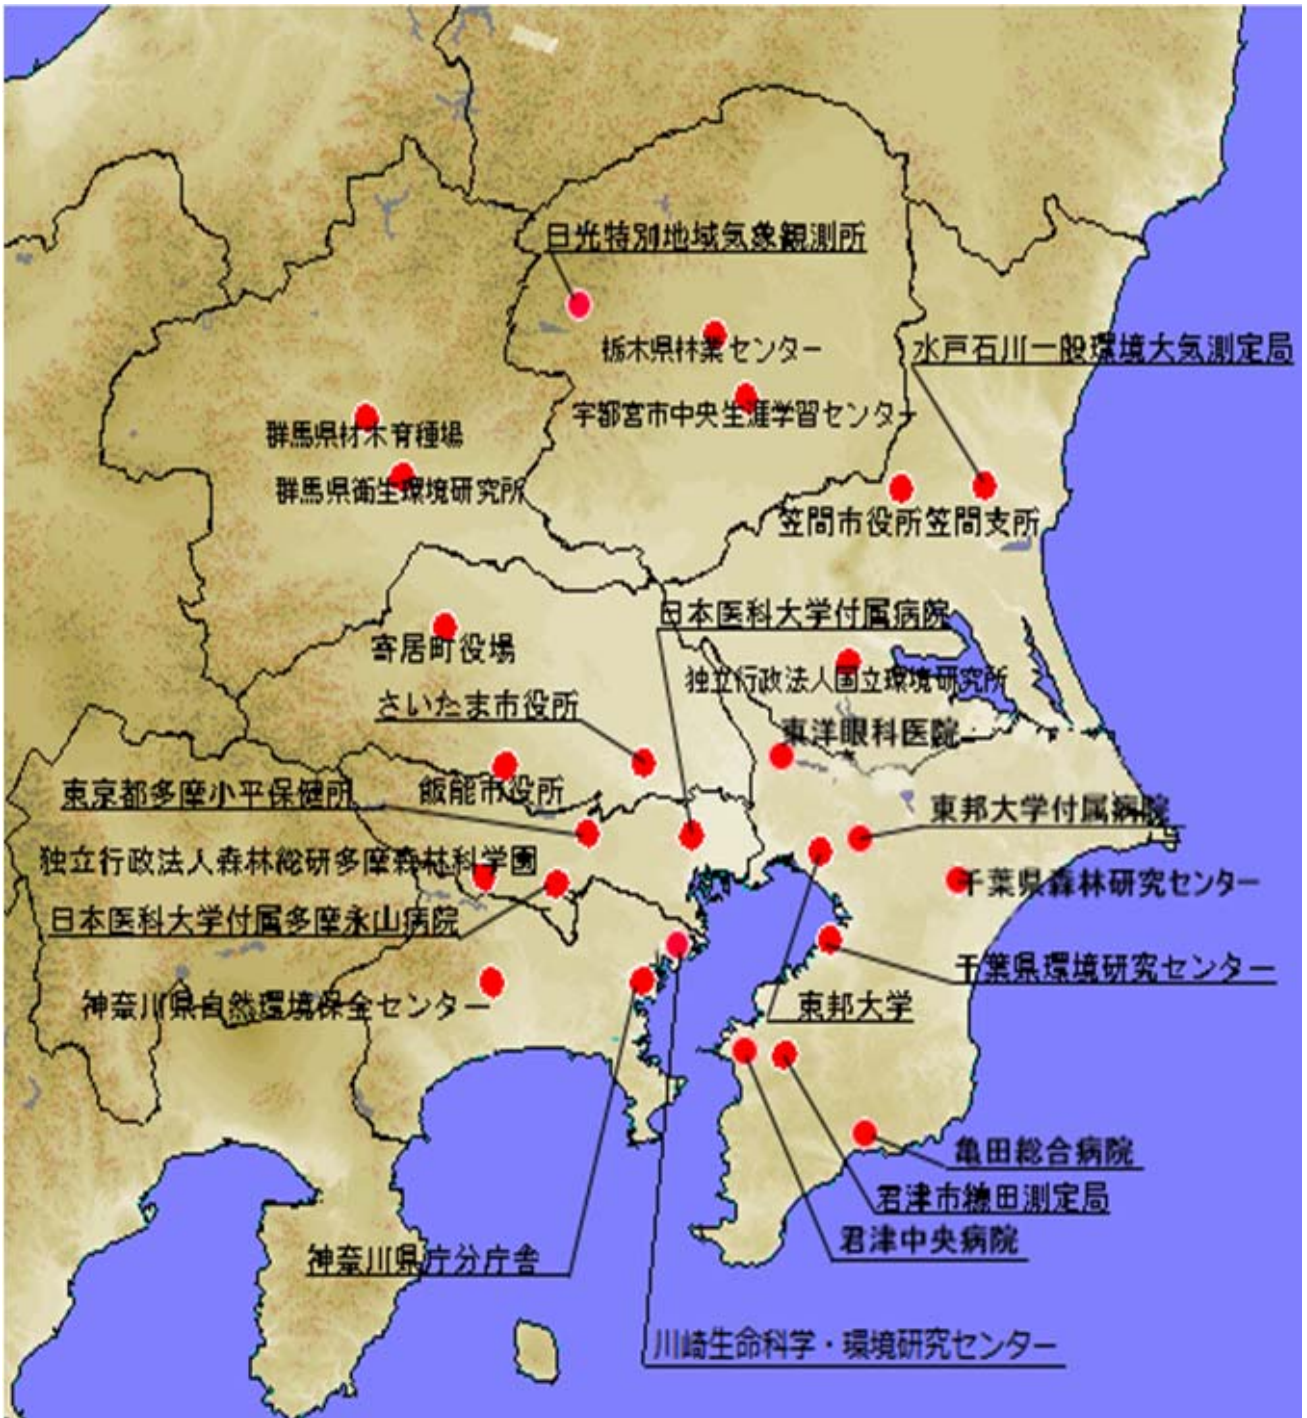 日光特別地域気象観測所
栃木県林業センター
水戸石川一般環境大気測定局
宇都宮市中央生涯学習センター
群馬県材木育種場
群馬県衛生環境研究所
笠間市役所笠間支所
日本医科大学付属病院
寄居町役場
独立行政法人国立環境研究所
さいたま市役所
東洋眼科医院
飯能市役所
東京都多摩小平保健所
東邦大学付属病院
独立行政法人森林総研多摩森林科学園
千葉県森林研究センター
日本医科大学付属多摩永山病院
千葉県環境研究センター
神奈川県自然環境保全センター
東邦大学
亀田総合病院
君津市糠田測定局
君津中央病院
神奈川県庁分庁舎
川崎生命科学・環境研究センター